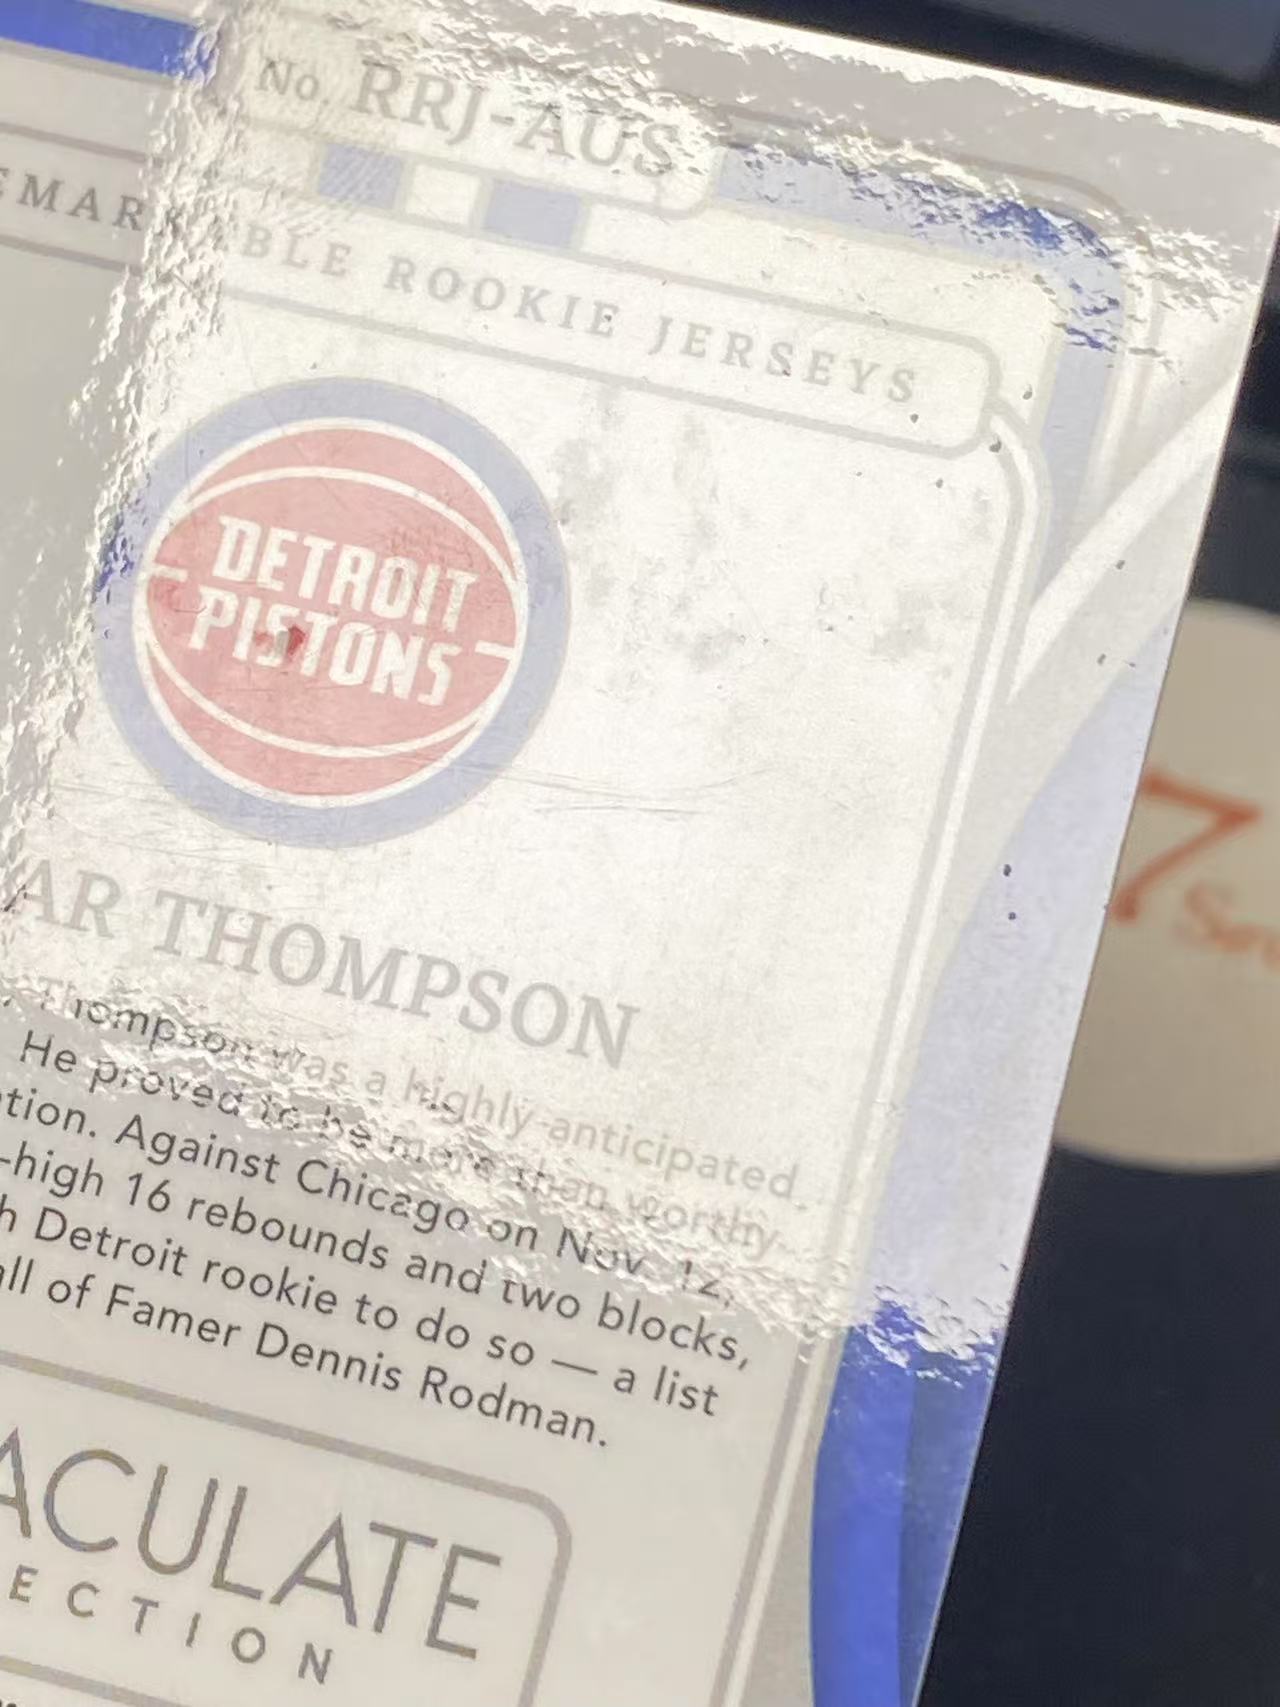 No. RRJ-AUS
EMARKABLE ROOKIE JERSEYS
DETROIT
PISTONS
AR THOMPSON
Thompson was a highly-anticipated
He proved to be more than worthy
tion. Against Chicago on Nov. 12,
-high 16 rebounds and two blocks,
h Detroit rookie to do so — a list
all of Famer Dennis Rodman.
ACULATE
ECTION
7